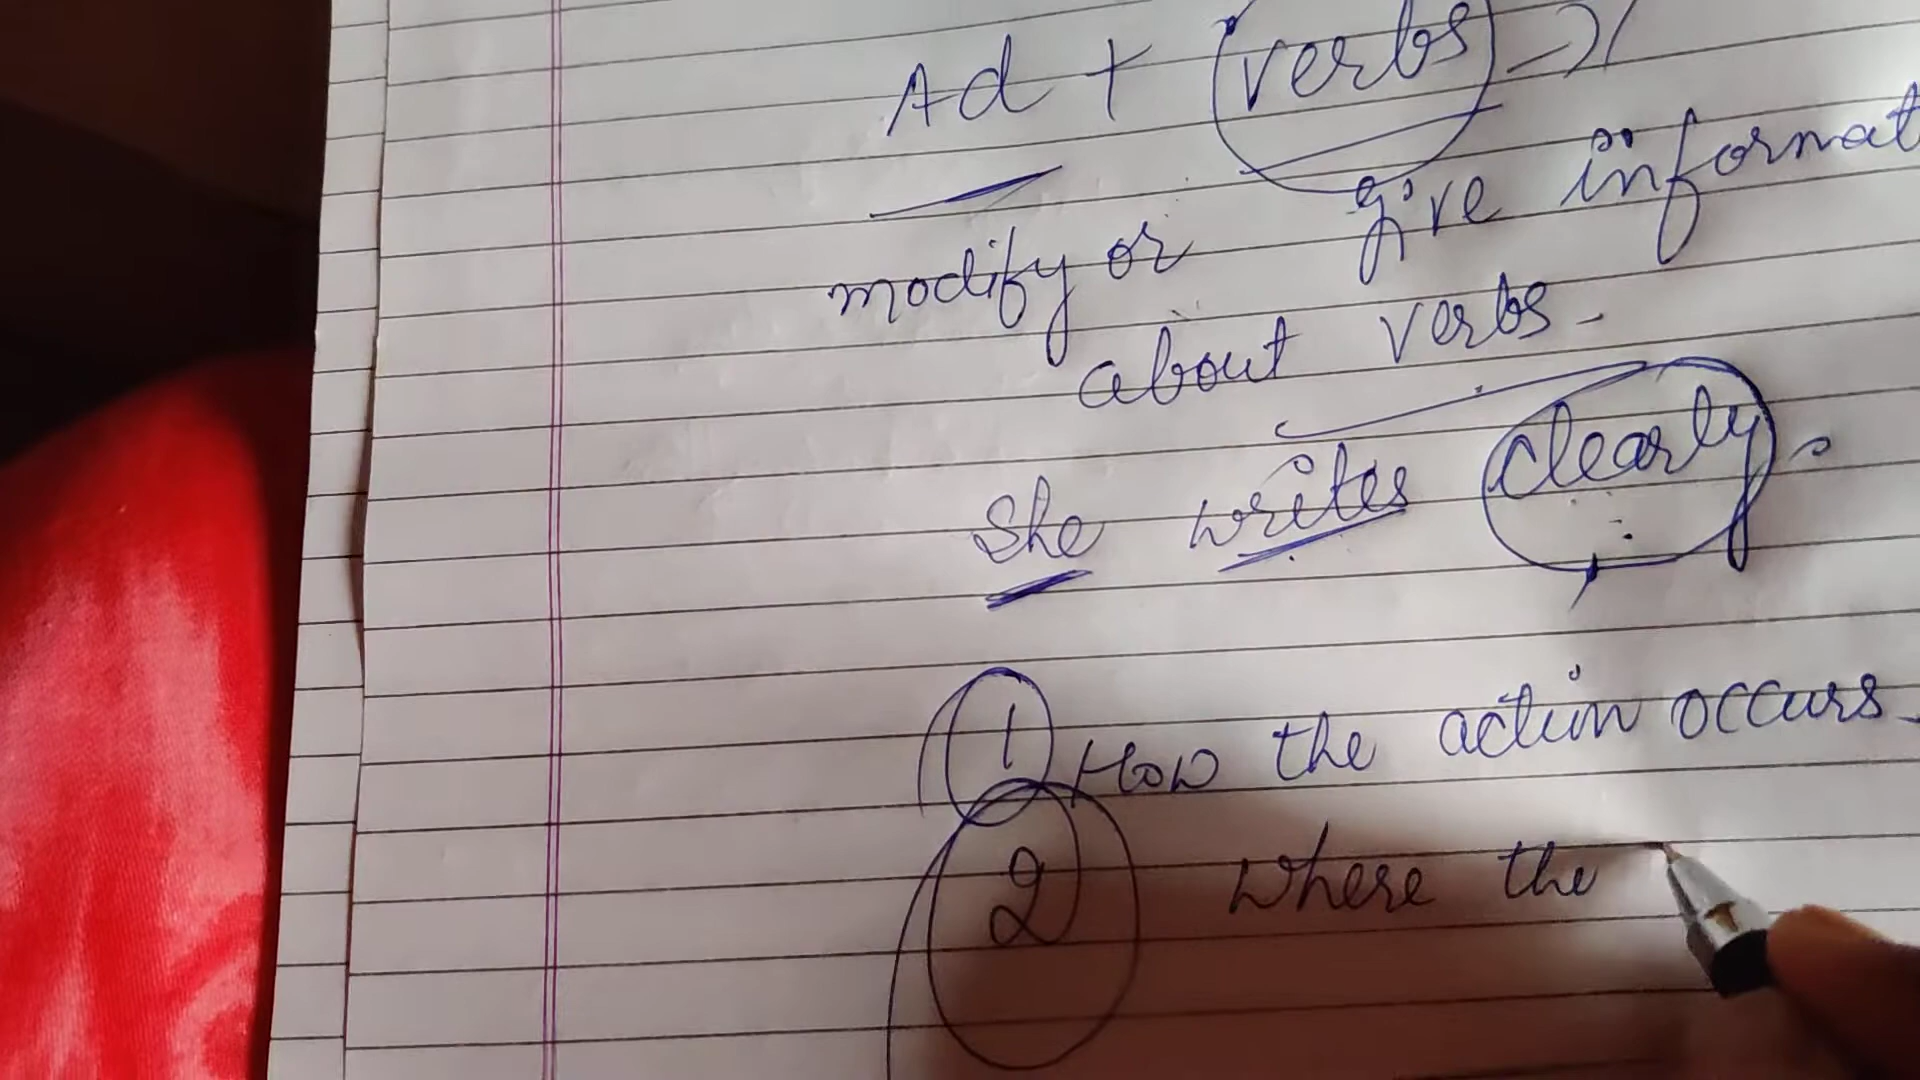 Ad + verbs =>
modify or give informat
about verbs.
She writes clearly.
1 How the action occurs.
2 where the